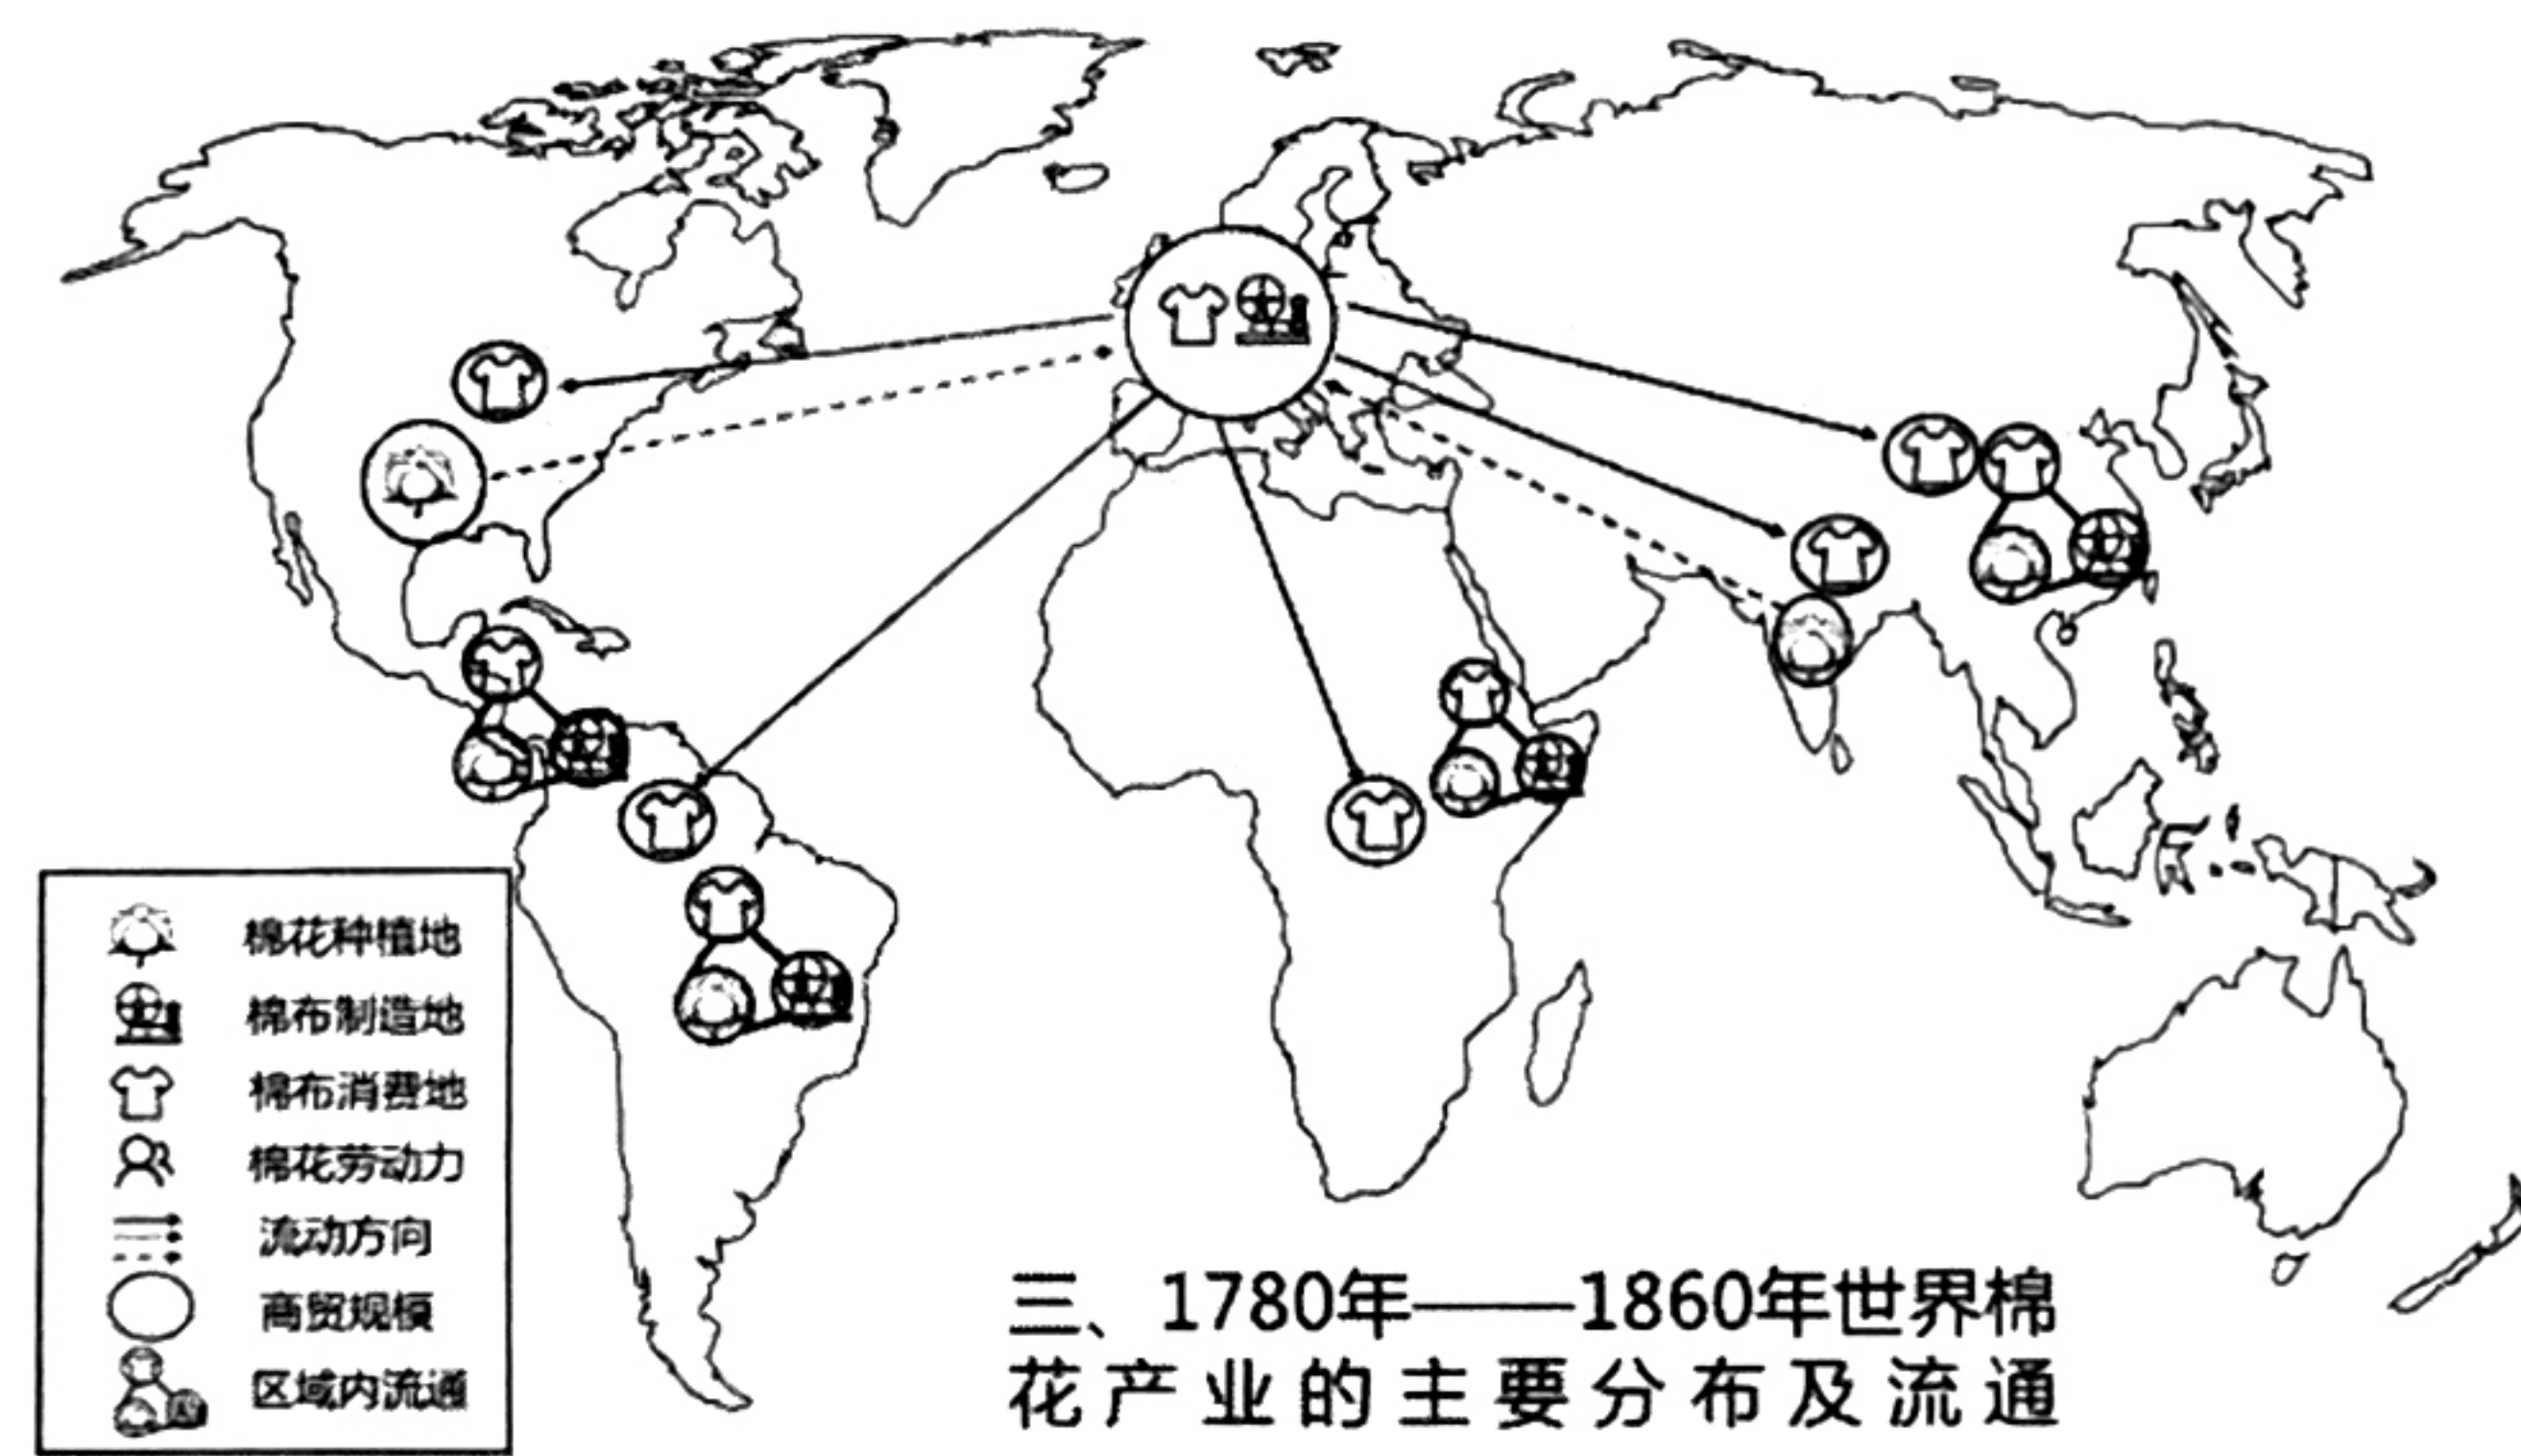 棉花种植地
棉布制造地
棉布消费地
棉花劳动力
流动方向
商贸规模
区域内流通
三、1780年——1860年世界棉
花产业的主要分布及流通